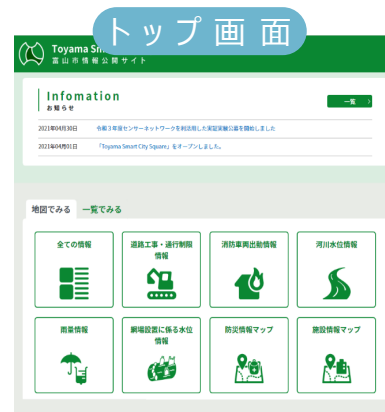 トップ画面
Toyama Sm
富山市情報公開サイト
Infomation
お知らせ
一覧
2021年04月30日 令和3年度センサーネットワークを利活用した実証実験公募を開始しました
2021年04月01日 「Toyama Smart City Square」をオープンしました。
地図でみる 一覧でみる
全ての情報 道路工事・通行制限 消防車両出動情報 河川水位情報
情報
雨量情報 網場設置に係る水位 防災情報マップ 施設情報マップ
情報